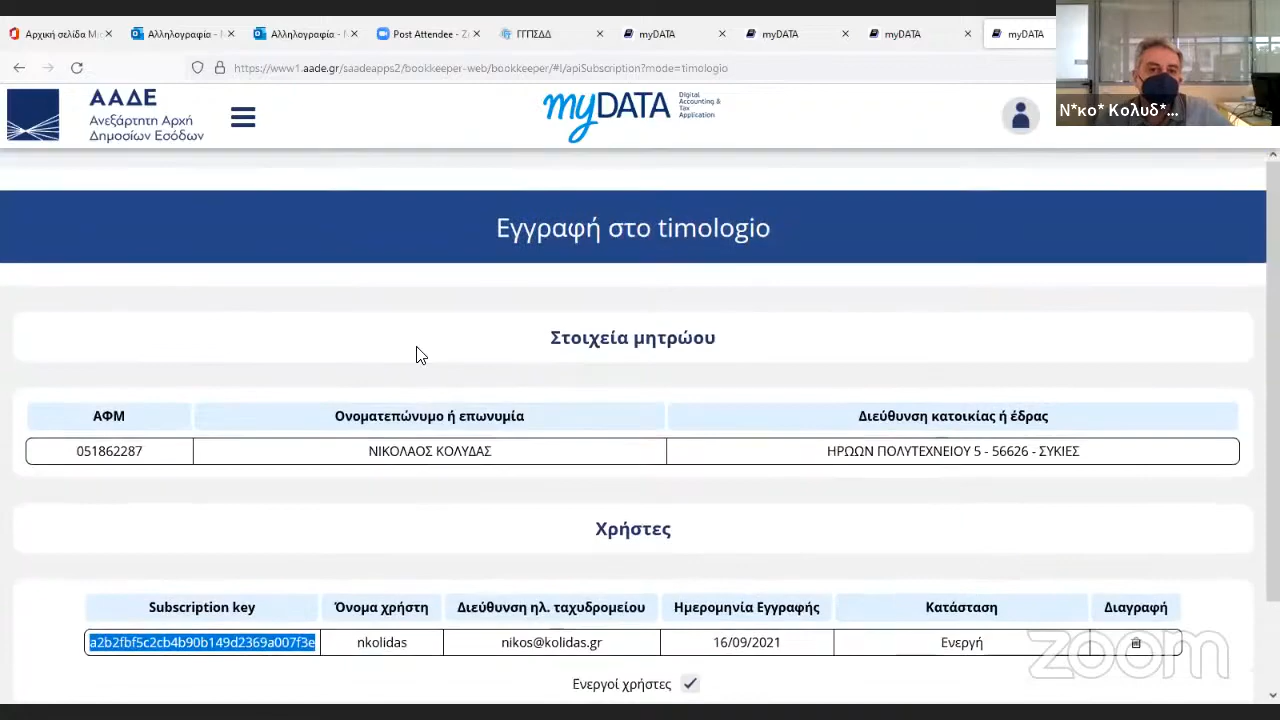 Αρχική σελίδα Mi
Αλληλογραφία - N
Αλληλογραφία - N
Post Attendee - Z
ΓΓΠΣΔΔ
myDATA
myDATA
myDATA
myDATA
https://www1.aade.gr/saadeapps2/bookkeeper-web/bookkeeper/#!/apiSubscription?mode=timologio
ΑΑΔΕ
Ανεξάρτητη Αρχή
Δημοσίων Εσόδων
myDATA
Digital
Accounting &
Tax
Application
Ν*κο* Κολυδ*...
Εγγραφή στο timologio
Στοιχεία μητρώου
ΑΦΜ Ονοματεπώνυμο ή επωνυμία Διεύθυνση κατοικίας ή έδρας
051862287 ΝΙΚΟΛΑΟΣ ΚΟΛΥΔΑΣ ΗΡΩΩΝ ΠΟΛΥΤΕΧΝΕΙΟΥ 5 - 56626 - ΣΥΚΙΕΣ
Χρήστες
Subscription key Όνομα χρήστη Διεύθυνση ηλ. ταχυδρομείου Ημερομηνία Εγγραφής Κατάσταση Διαγραφή
a2b2fbf5c2cb4b90b149d2369a007f3e nkolidas nikos@kolidas.gr 16/09/2021 Ενεργή
zoom
Ενεργοί χρήστες